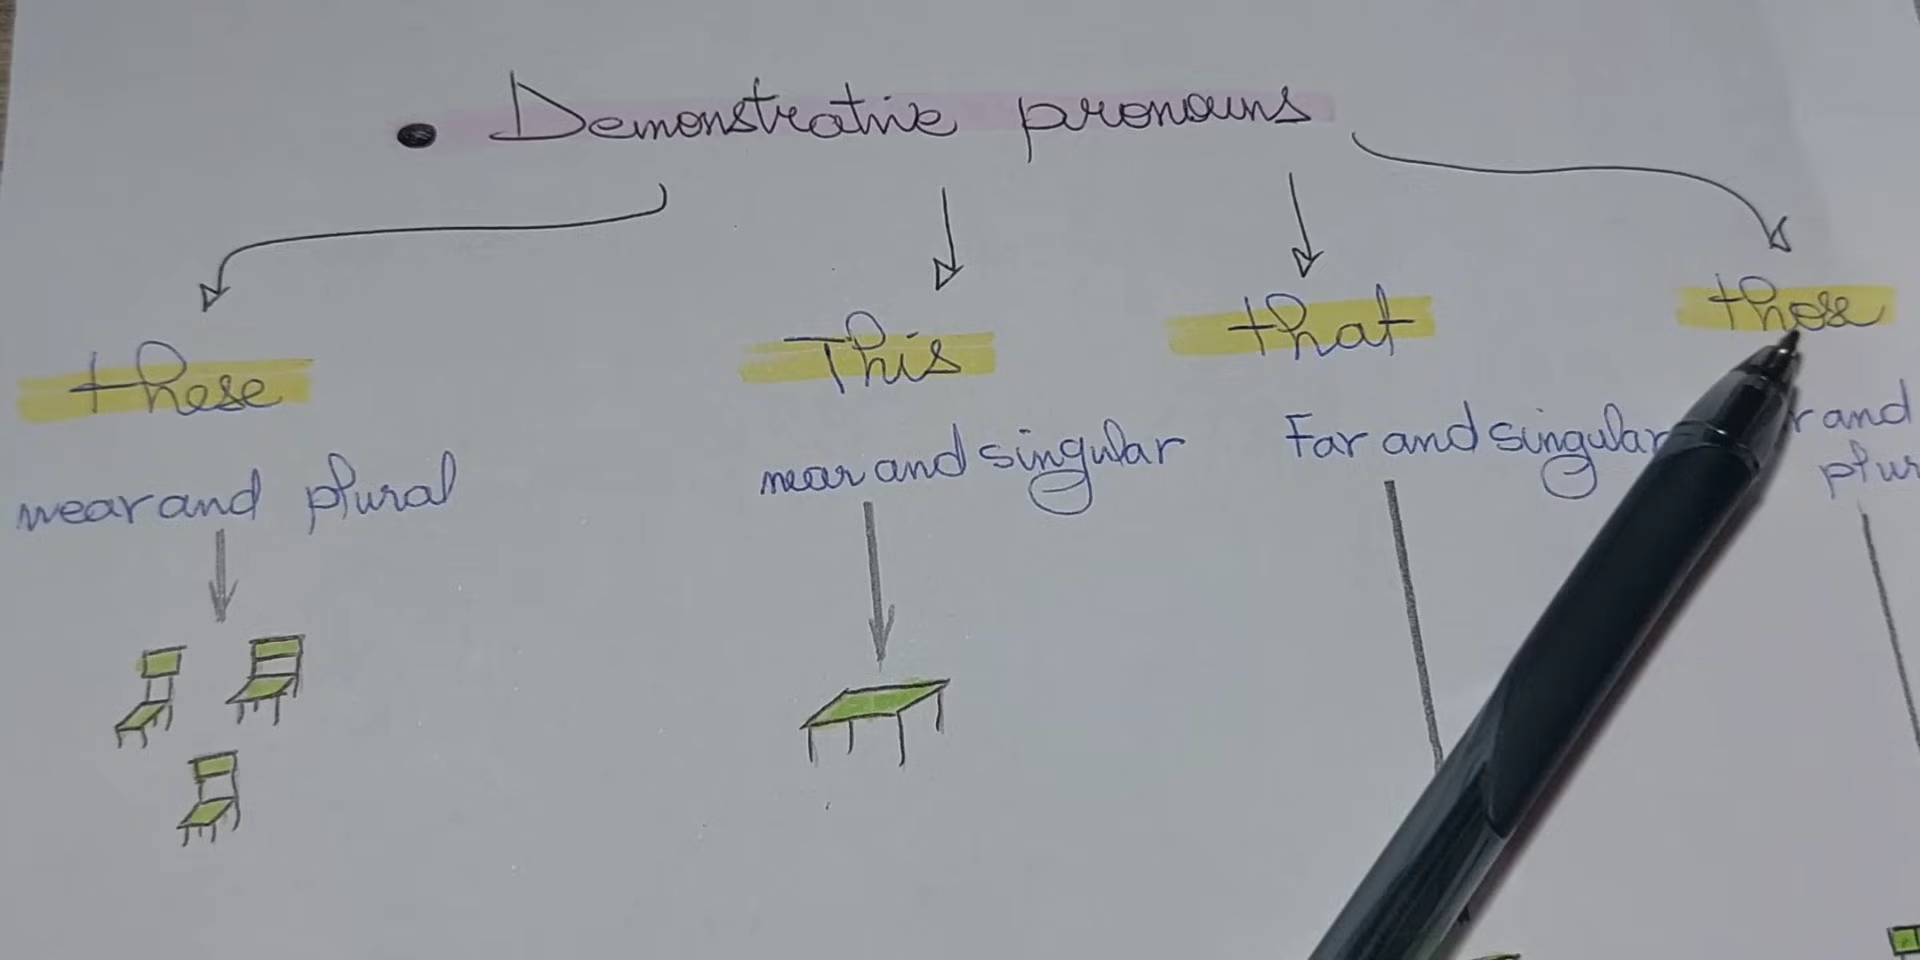 Demonstrative pronouns
these
This
that
those
near and plural
near and singular
Far and singular
and